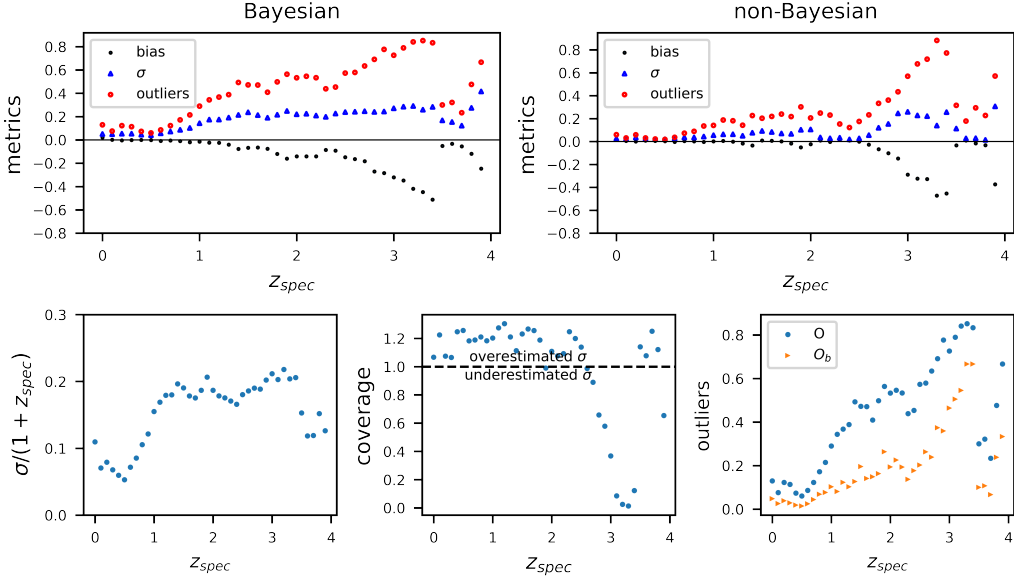 Bayesian
0.8
0.6
0.4
0.2
0.0
−0.2
−0.4
−0.6
−0.8
metrics
bias
σ
outliers
0 1 2 3 4
z_spec
non-Bayesian
0.8
0.6
0.4
0.2
0.0
−0.2
−0.4
−0.6
−0.8
metrics
bias
σ
outliers
0 1 2 3 4
z_spec
0.3
0.2
0.1
0.0
σ/(1 + z_spec)
0 1 2 3 4
z_spec
1.2
1.0
0.8
0.6
0.4
0.2
0.0
coverage
overestimated σ
underestimated σ
0 1 2 3 4
z_spec
0.8
0.6
0.4
0.2
0.0
outliers
O
O_b
0 1 2 3 4
z_spec